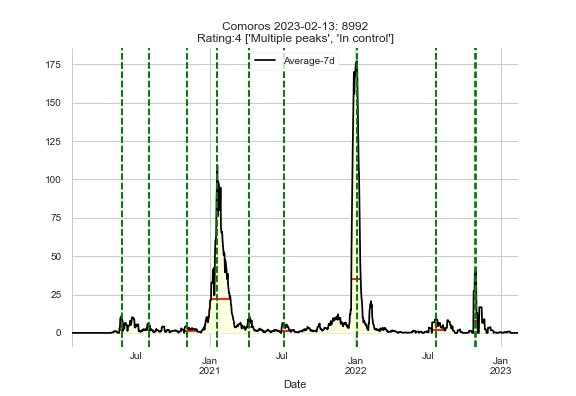 Comoros 2023-02-13: 8992
Rating:4 ['Multiple peaks', 'In control']
Average-7d
175
150
125
100
75
50
25
0
Jul
Jan
2021
Jul
Jan
2022
Jul
Jan
2023
Date